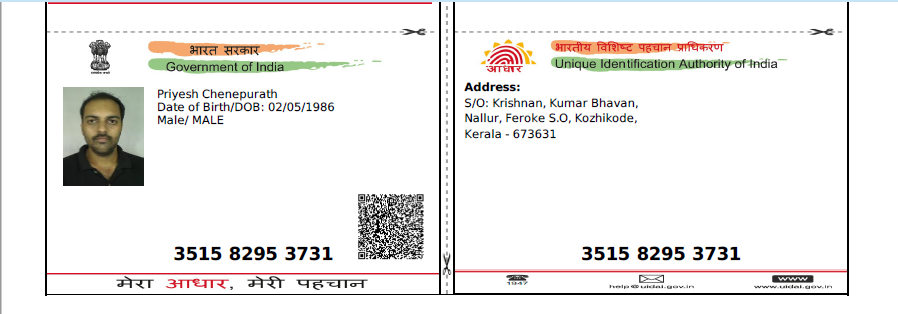 भारत सरकार
Government of India
Priyesh Chenepurath
Date of Birth/DOB: 02/05/1986
Male/ MALE
3515 8295 3731
मेरा आधार, मेरी पहचान
भारतीय विशिष्ट पहचान प्राधिकरण
Unique Identification Authority of India
आधार
Address:
S/O: Krishnan, Kumar Bhavan,
Nallur, Feroke S.O, Kozhikode,
Kerala - 673631
3515 8295 3731
1947
help@uidai.gov.in
www
www.uidai.gov.in